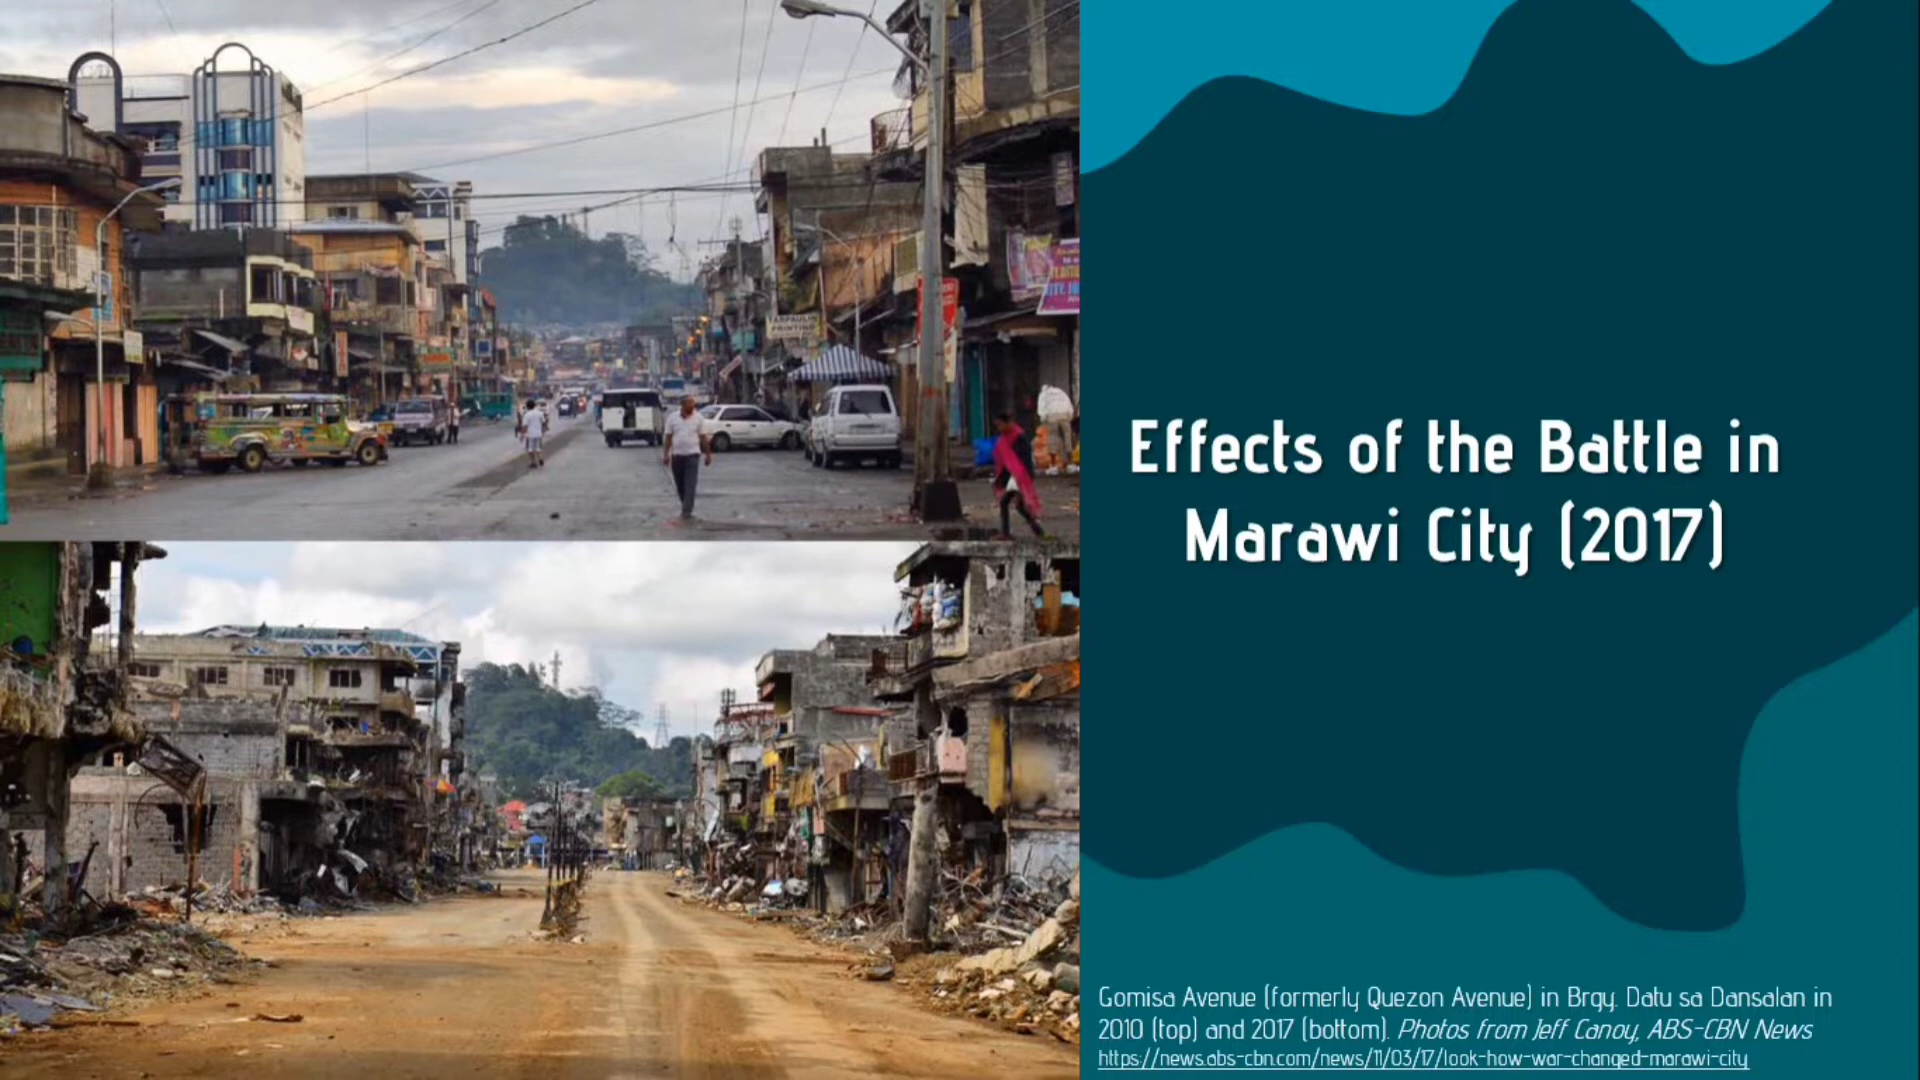 TARPAULIN
PRINTING
Effects of the Battle in
Marawi City (2017)
Gomisa Avenue (formerly Quezon Avenue) in Brgy. Datu sa Dansalan in
2010 (top) and 2017 (bottom). Photos from Jeff Canoy, ABS-CBN News
https://news.abs-cbn.com/news/11/03/17/look-how-war-changed-marawi-city